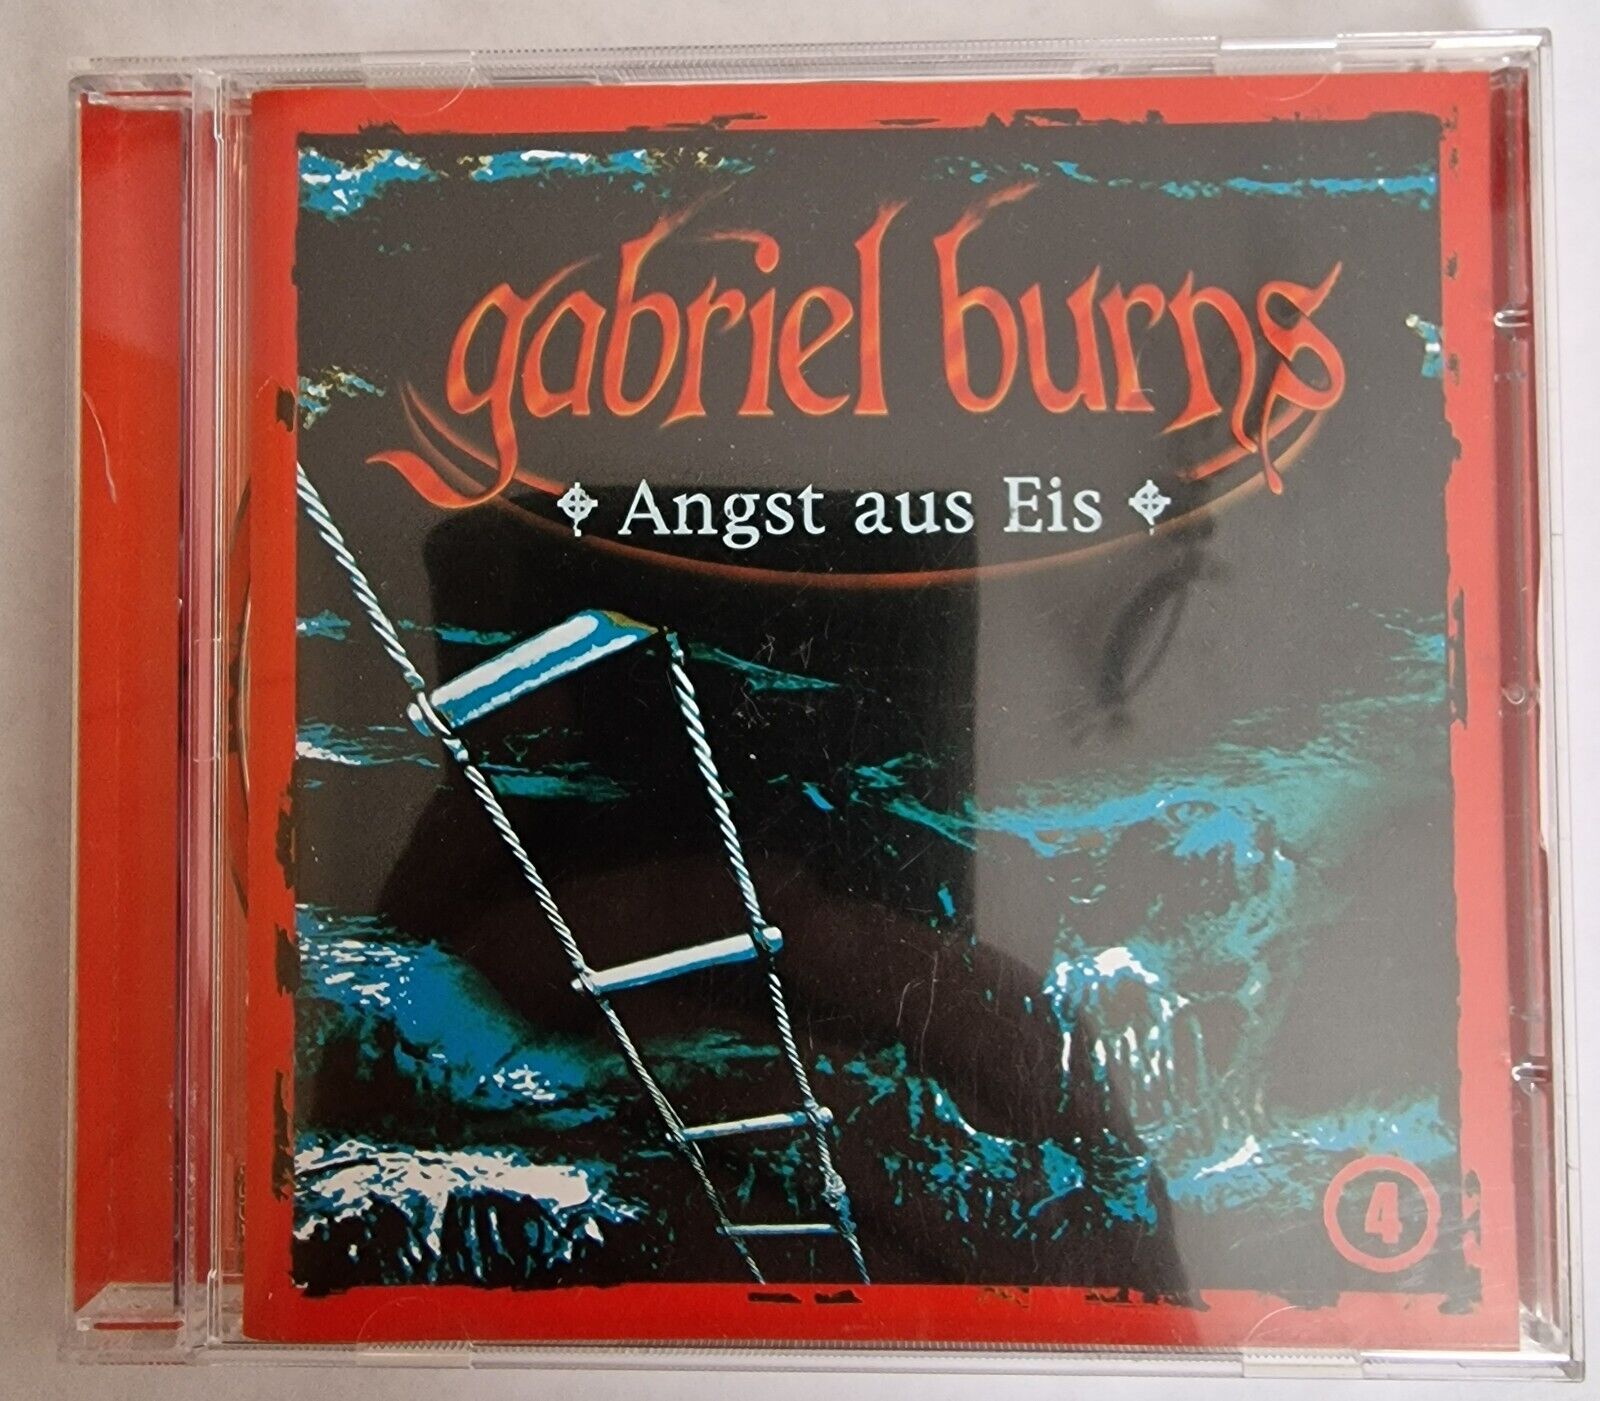 gabriel burns
Angst aus Eis
4